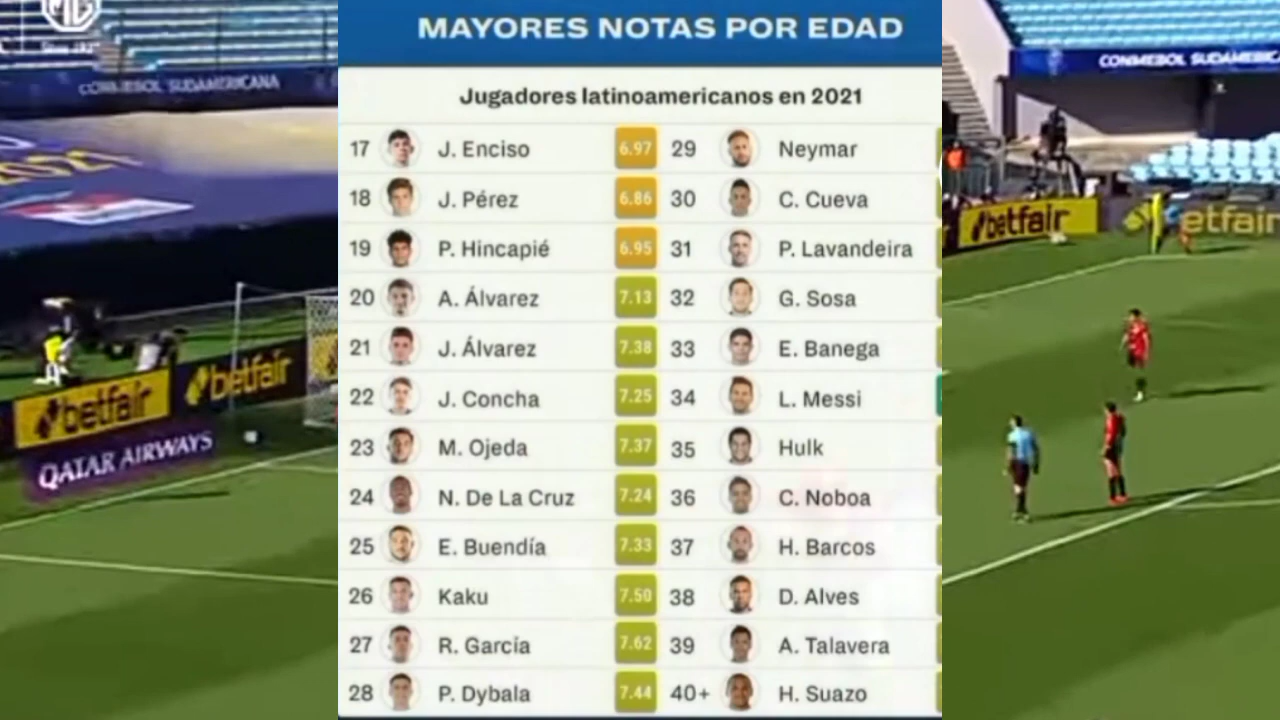 MG
CONMEBOL SUDAMERICANA
2021
betfair
betfair
QATAR AIRWAYS
MAYORES NOTAS POR EDAD
Jugadores latinoamericanos en 2021
17 J. Enciso 6.97 29 Neymar
18 J. Pérez 6.86 30 C. Cueva
19 P. Hincapié 6.95 31 P. Lavandeira
20 A. Álvarez 7.13 32 G. Sosa
21 J. Álvarez 7.38 33 E. Banega
22 J. Concha 7.25 34 L. Messi
23 M. Ojeda 7.37 35 Hulk
24 N. De La Cruz 7.24 36 C. Noboa
25 E. Buendía 7.33 37 H. Barcos
26 Kaku 7.50 38 D. Alves
27 R. García 7.62 39 A. Talavera
28 P. Dybala 7.44 40+ H. Suazo
CONMEBOL SUDAMERICA
betfair
etfair